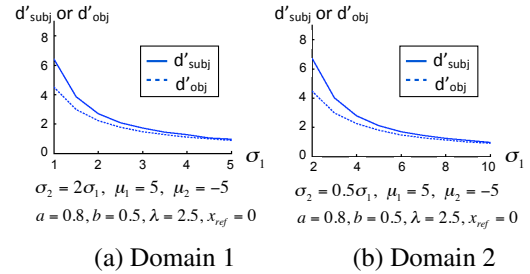 d'subj or d'obj
8
6
4
2
0
1 2 3 4 5 σ1
d'subj
d'obj
σ2 = 2σ1, μ1 = 5, μ2 = −5
a = 0.8, b = 0.5, λ = 2.5, xref = 0
(a) Domain 1
d'subj or d'obj
8
6
4
2
0
2 4 6 8 10 σ1
d'subj
d'obj
σ2 = 0.5σ1, μ1 = 5, μ2 = −5
a = 0.8, b = 0.5, λ = 2.5, xref = 0
(b) Domain 2